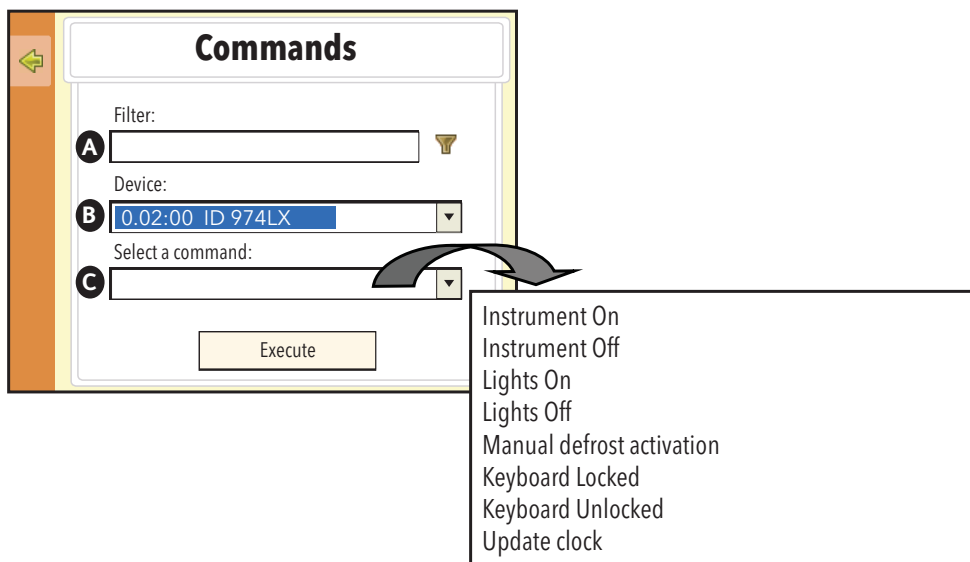 Commands
Filter:
A
Device:
B 0.02:00 ID 974LX
Select a command:
C
Execute
Instrument On
Instrument Off
Lights On
Lights Off
Manual defrost activation
Keyboard Locked
Keyboard Unlocked
Update clock